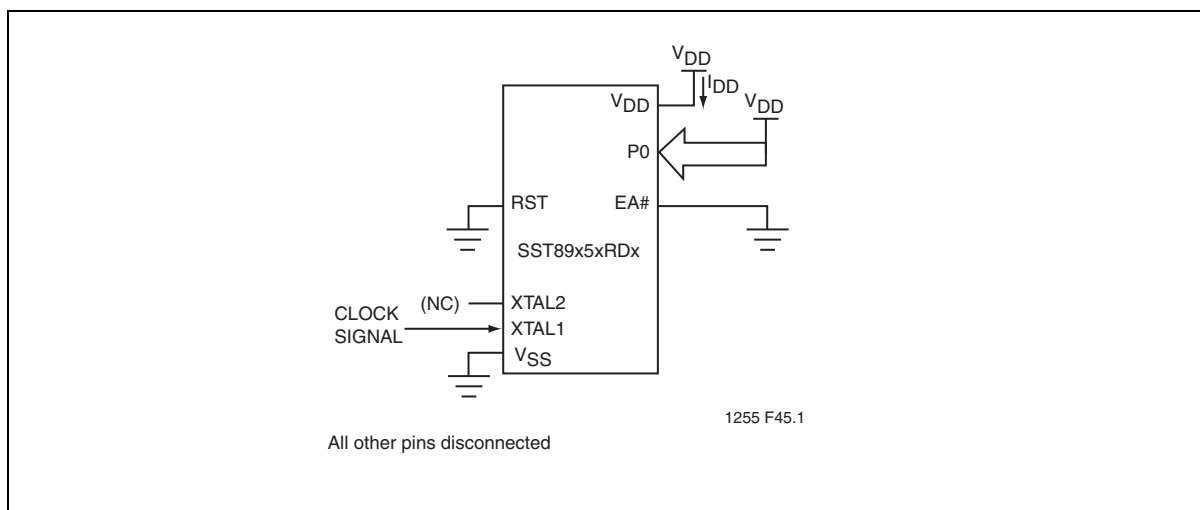 VDD
IDD
VDD
VDD
P0
RST
EA#
SST89x5xRDx
(NC)
XTAL2
CLOCK
SIGNAL
XTAL1
VSS
1255 F45.1
All other pins disconnected